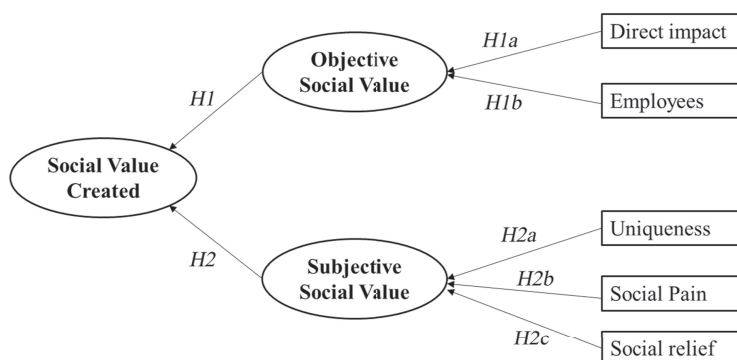 Objective
Social Value
H1a
Direct impact
H1b
Employees
H1
Social Value
Created
H2
Subjective
Social Value
H2a
Uniqueness
H2b
Social Pain
H2c
Social relief